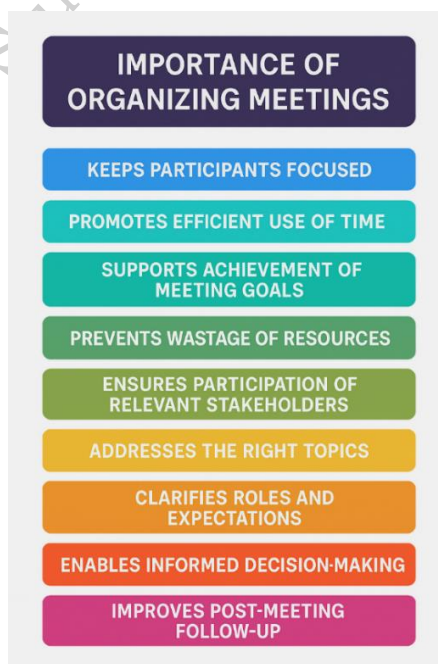 IMPORTANCE OF
ORGANIZING MEETINGS
KEEPS PARTICIPANTS FOCUSED
PROMOTES EFFICIENT USE OF TIME
SUPPORTS ACHIEVEMENT OF
MEETING GOALS
PREVENTS WASTAGE OF RESOURCES
ENSURES PARTICIPATION OF
RELEVANT STAKEHOLDERS
ADDRESSES THE RIGHT TOPICS
CLARIFIES ROLES AND
EXPECTATIONS
ENABLES INFORMED DECISION-MAKING
IMPROVES POST-MEETING
FOLLOW-UP